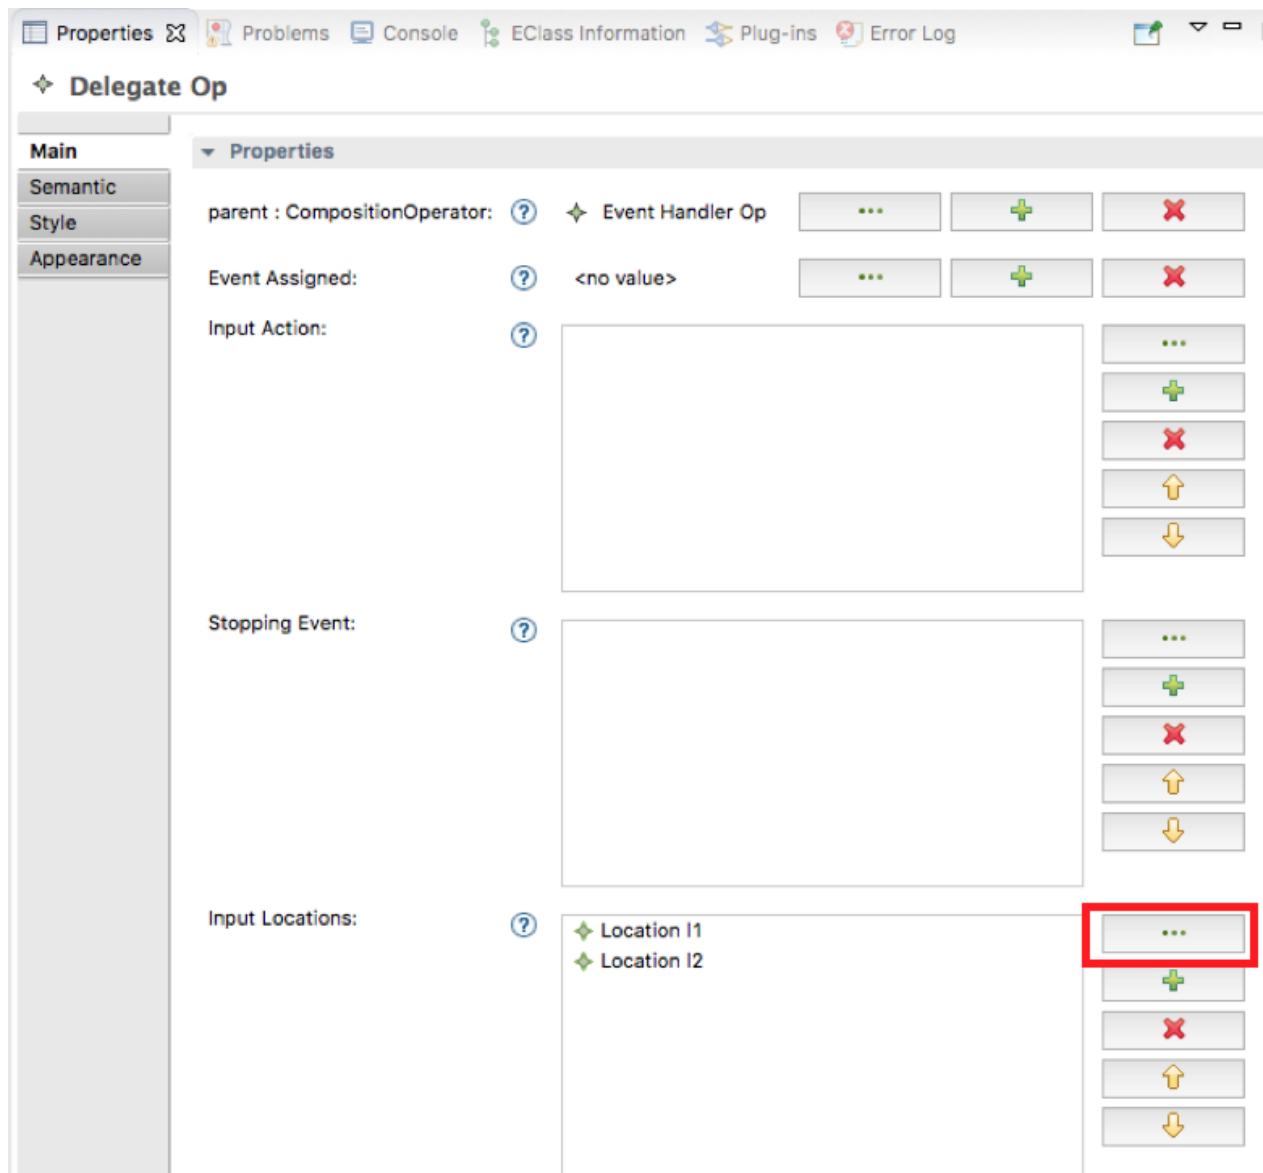 Properties Problems Console EClass Information Plug-ins Error Log
Delegate Op
Main
Properties
Semantic
Style
Appearance
parent : CompositionOperator: ? Event Handler Op ...
Event Assigned: ? <no value> ...
Input Action: ? ...
Stopping Event: ? ...
Input Locations: ? ...
Location l1
Location l2